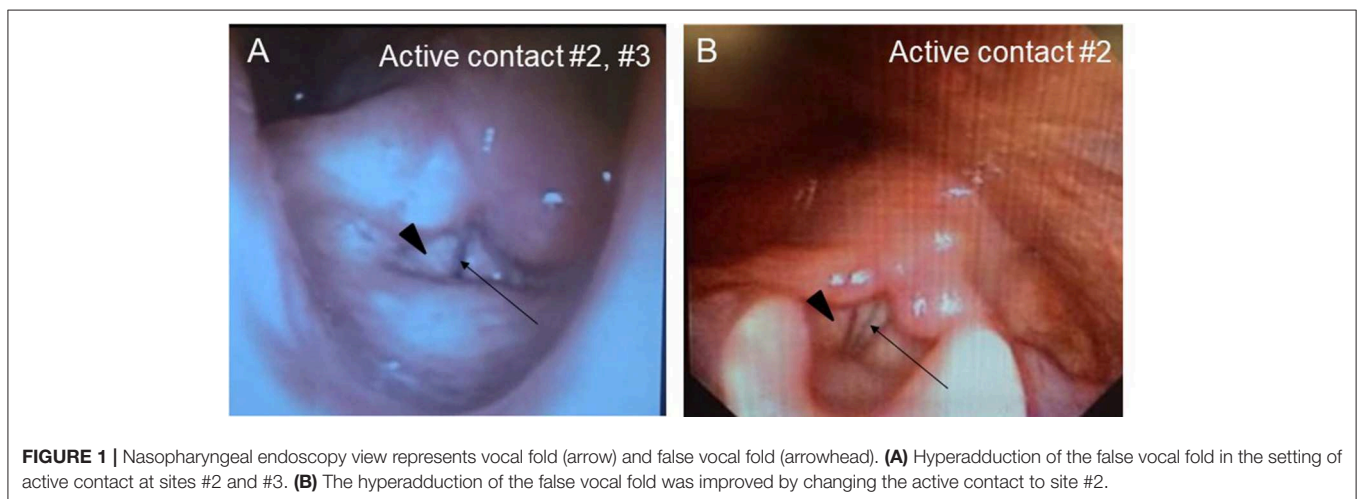 A
Active contact #2, #3
B
Active contact #2
FIGURE 1 | Nasopharyngeal endoscopy view represents vocal fold (arrow) and false vocal fold (arrowhead). (A) Hyperadduction of the false vocal fold in the setting of
active contact at sites #2 and #3. (B) The hyperadduction of the false vocal fold was improved by changing the active contact to site #2.